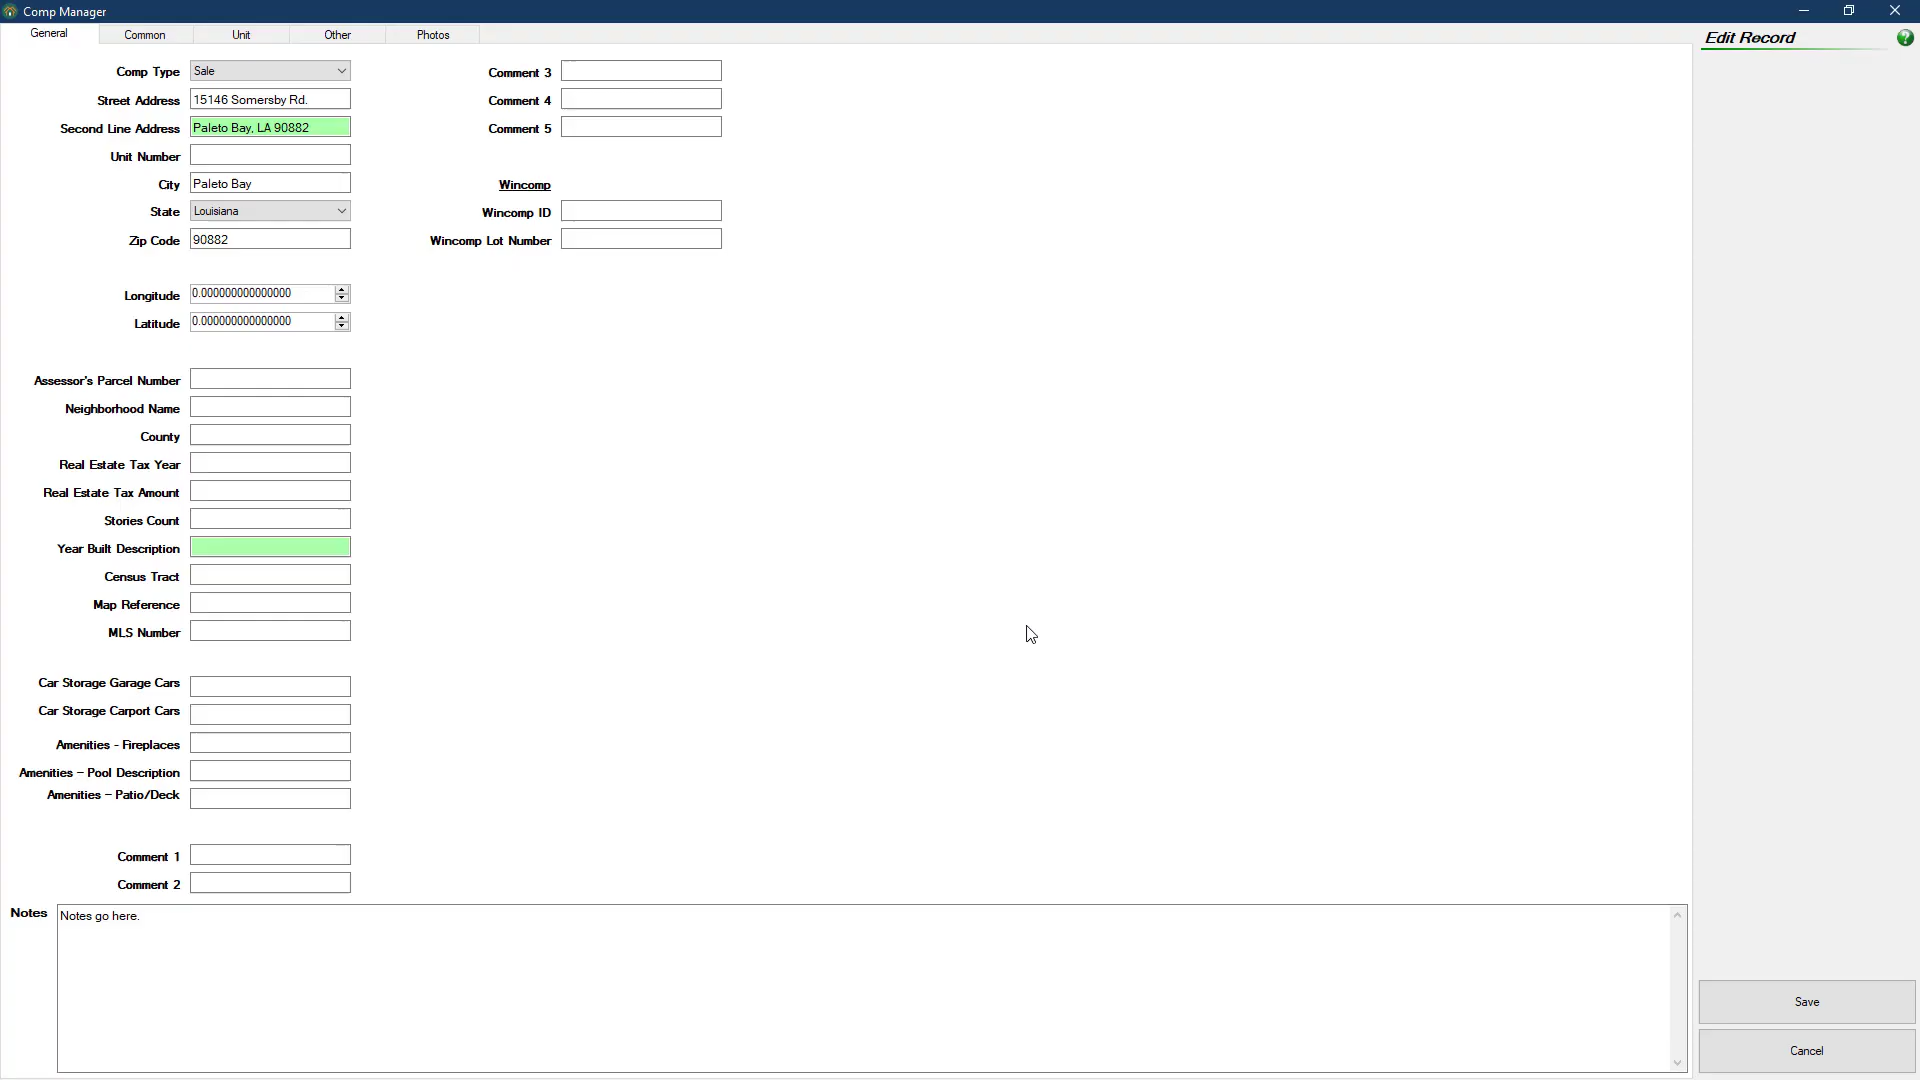 Comp Manager
General
Common
Unit
Other
Photos
Edit Record
?
Comp Type
Sale
Street Address
15146 Somersby Rd.
Second Line Address
Paleto Bay, LA 90882
Unit Number
City
Paleto Bay
State
Louisiana
Zip Code
90882
Longitude
0.000000000000000
Latitude
0.000000000000000
Assessor's Parcel Number
Neighborhood Name
County
Real Estate Tax Year
Real Estate Tax Amount
Stories Count
Year Built Description
Census Tract
Map Reference
MLS Number
Car Storage Garage Cars
Car Storage Carport Cars
Amenities - Fireplaces
Amenities – Pool Description
Amenities – Patio/Deck
Comment 1
Comment 2
Comment 3
Comment 4
Comment 5
Wincomp
Wincomp ID
Wincomp Lot Number
Notes
Notes go here.
Save
Cancel